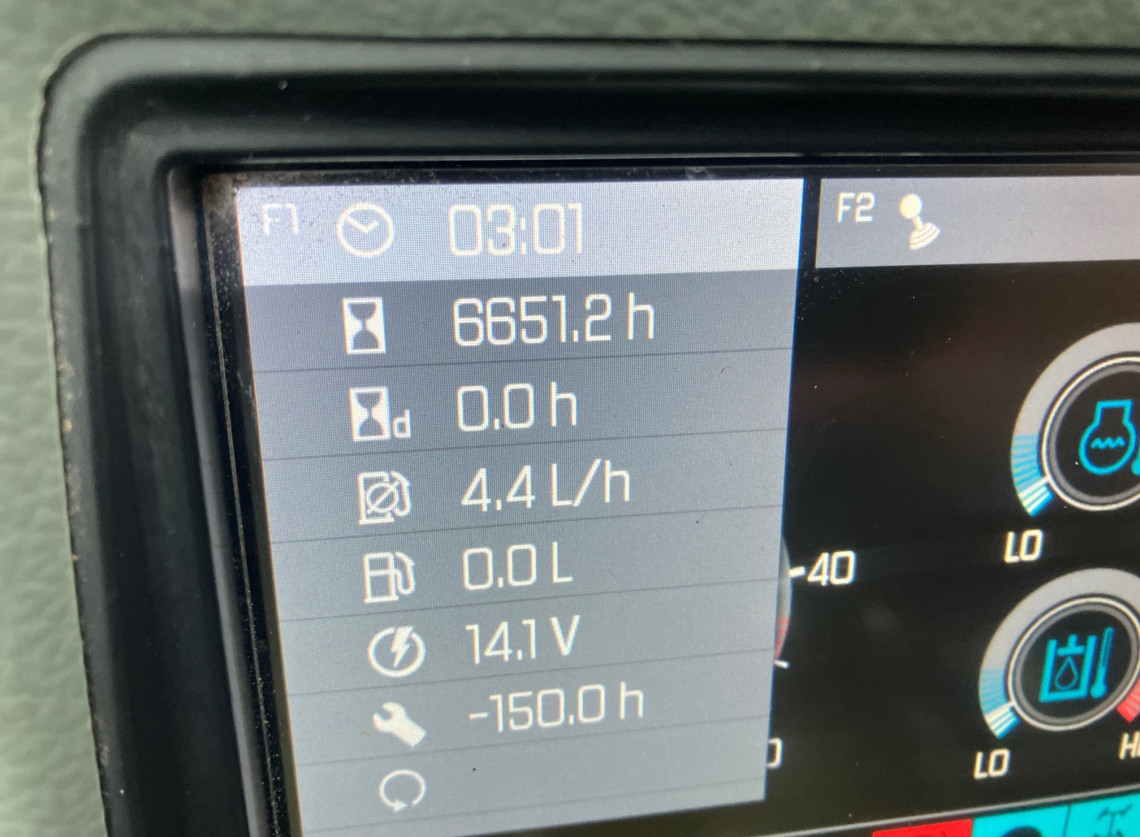 F1 03:01
F2
6651.2 h
d 0.0 h
4.4 L/h
0.0 L
14.1 V
-150.0 h
LO
40
LO